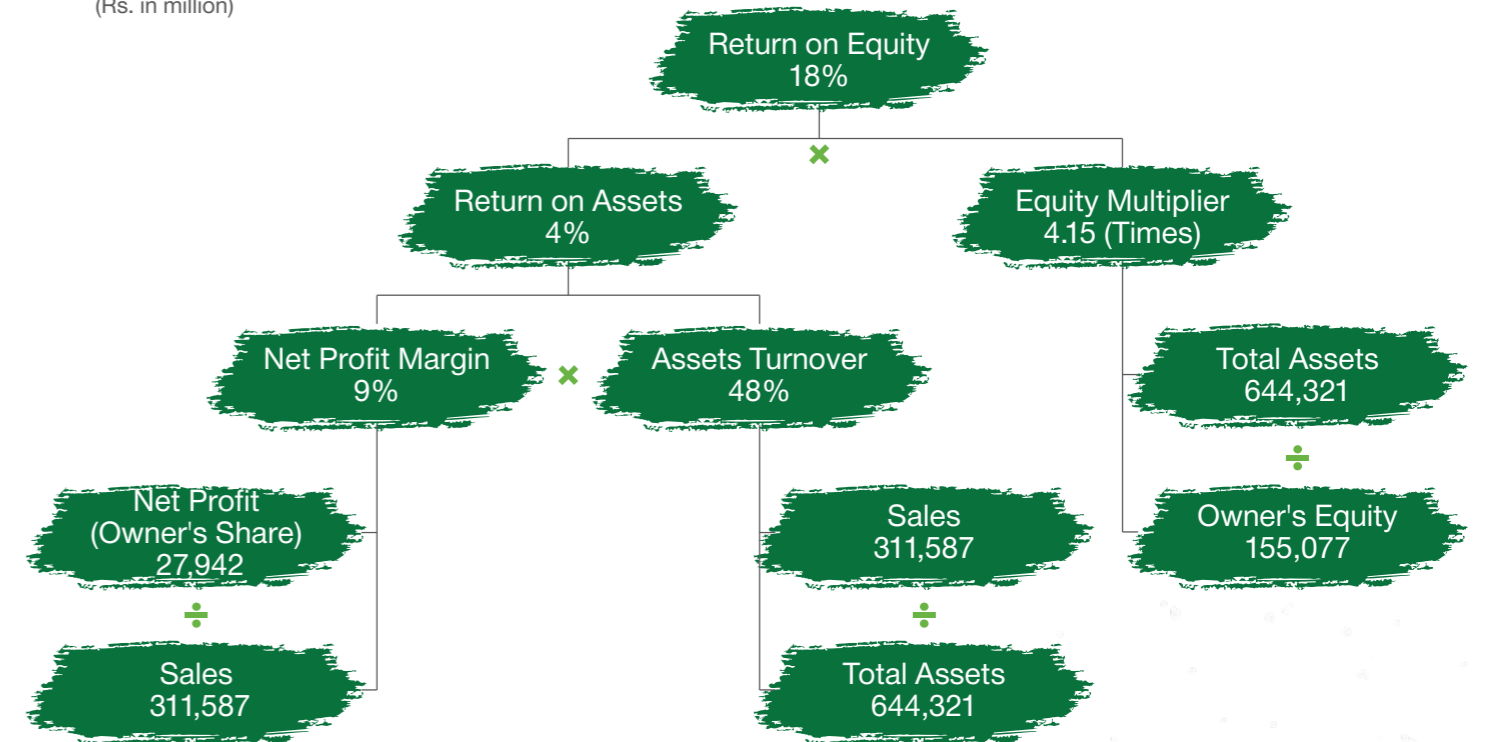 (Rs. in million)
Return on Equity
18%
×
Return on Assets
4%
Equity Multiplier
4.15 (Times)
Net Profit Margin
9%
×
Assets Turnover
48%
Total Assets
644,321
÷
Net Profit
(Owner's Share)
27,942
Sales
311,587
Owner's Equity
155,077
÷
÷
Sales
311,587
Total Assets
644,321